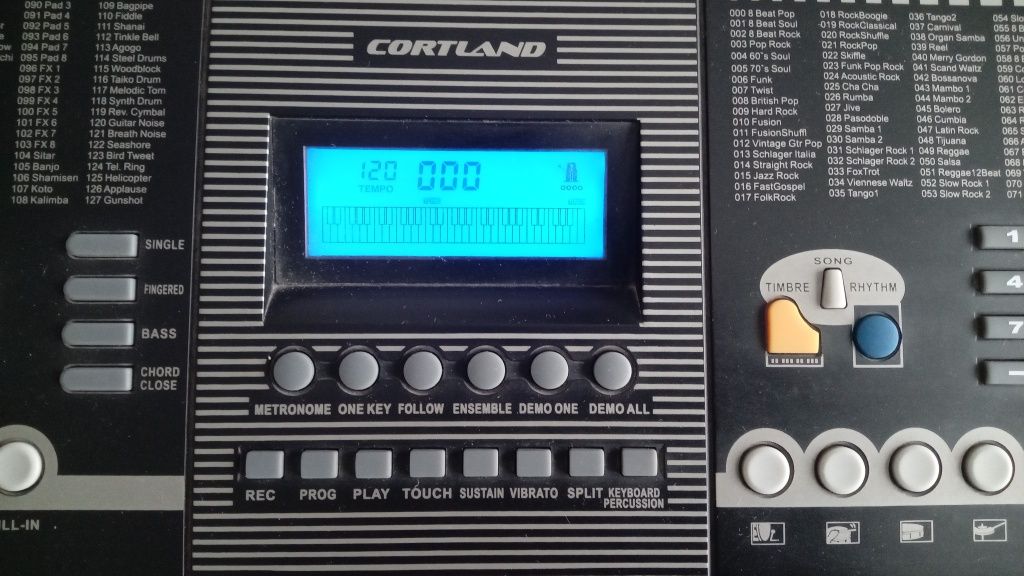 090 Pad 3
091 Pad 4
092 Pad 5
093 Pad 6
094 Pad 7
095 Pad 8
096 FX 1
097 FX 2
098 FX 3
099 FX 4
100 FX 5
101 FX 6
102 FX 7
103 FX 8
104 Sitar
105 Banjo
106 Shamisen
107 Koto
108 Kalimba
109 Bagpipe
110 Fiddle
111 Shanai
112 Tinkle Bell
113 Agogo
114 Steel Drums
115 Woodblock
116 Taiko Drum
117 Melodic Tom
118 Synth Drum
119 Rev. Cymbal
120 Guitar Noise
121 Breath Noise
122 Seashore
123 Bird Tweet
124 Tel. Ring
125 Helicopter
126 Applause
127 Gunshot
SINGLE
FINGERED
BASS
CHORD
CLOSE
LL-IN
CORTLAND
120 000
TEMPO
METRONOME ONE KEY FOLLOW ENSEMBLE DEMO ONE DEMO ALL
REC PROG PLAY TOUCH SUSTAIN VIBRATO SPLIT KEYBOARD
PERCUSSION
000 8 Beat Pop
001 8 Beat Soul
002 8 Beat Rock
003 Pop Rock
004 60's Soul
005 70's Soul
006 Funk
007 Twist
008 British Pop
009 Hard Rock
010 Fusion
011 FusionShuffl
012 Vintage Gtr Pop
013 Schlager Italia
014 Straight Rock
015 Jazz Rock
016 FastGospel
017 FolkRock
018 RockBoogie
019 RockClassical
020 RockShuffle
021 RockPop
022 Skiffle
023 Funk Pop Rock
024 Acoustic Rock
025 Cha Cha
026 Rumba
027 Jive
028 Pasodoble
029 Samba 1
030 Samba 2
031 Schlager Rock 1
032 Schlager Rock 2
033 FoxTrot
034 Viennese Waltz
035 Tango1
036 Tango2
037 Carnival
038 Organ Samba
039 Reel
040 Merry Gordon
041 Scand Waltz
042 Bossanova
043 Mambo 1
044 Mambo 2
045 Bolero
046 Cumbia
047 Latin Rock
048 Tijuana
049 Reggae
050 Salsa
051 Reggae12Beat
052 Slow Rock 1
053 Slow Rock 2
SONG
TIMBRE RHYTHM
1
4
7